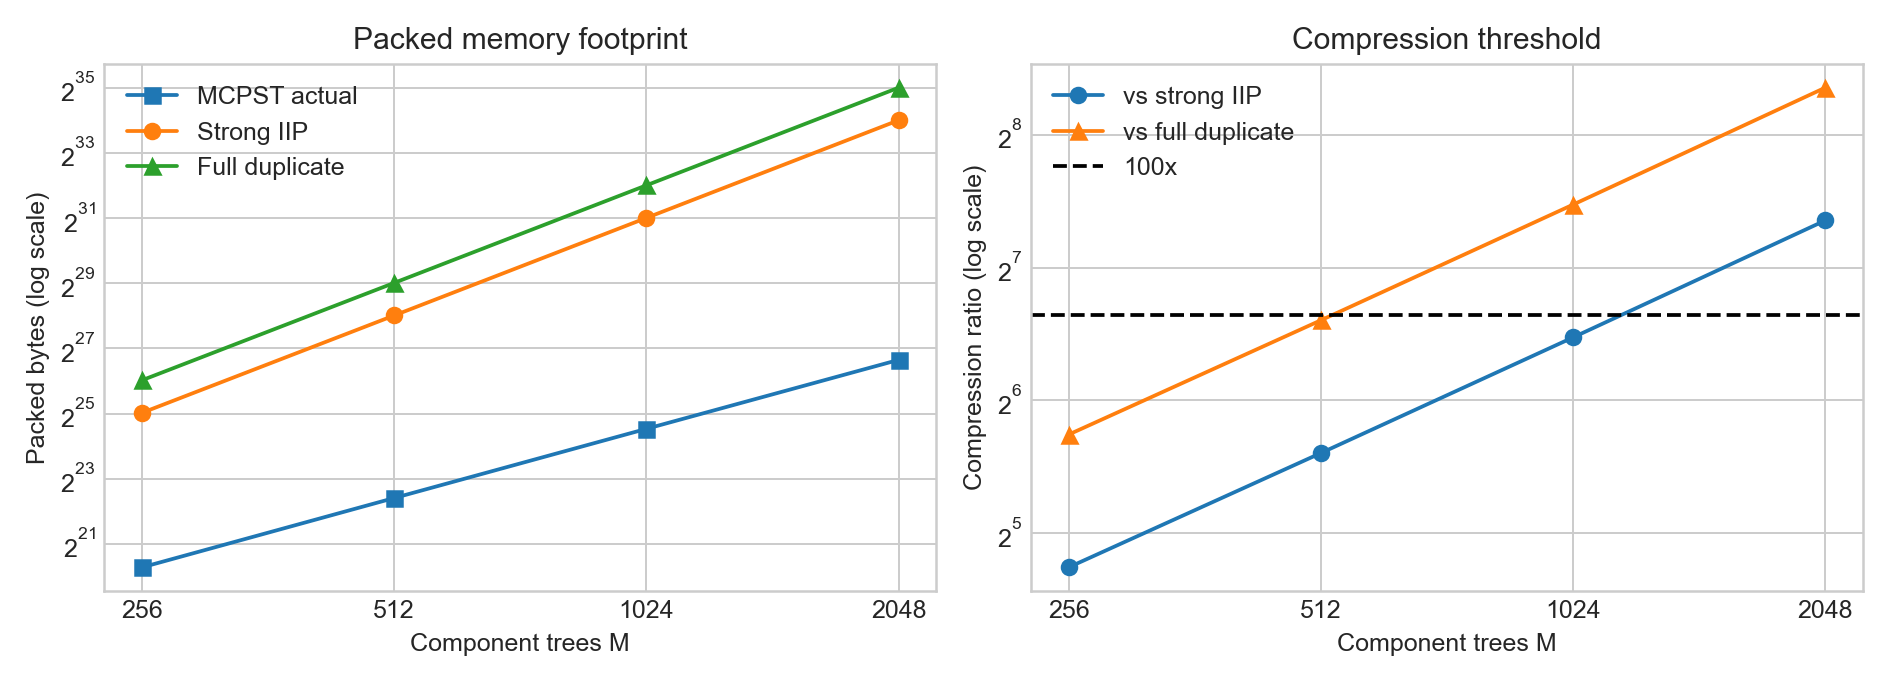 Packed memory footprint
Packed bytes (log scale)
2^35
2^33
2^31
2^29
2^27
2^25
2^23
2^21
MCPST actual
Strong IIP
Full duplicate
256 512 1024 2048
Component trees M
Compression threshold
Compression ratio (log scale)
2^8
2^7
2^6
2^5
vs strong IIP
vs full duplicate
100x
256 512 1024 2048
Component trees M